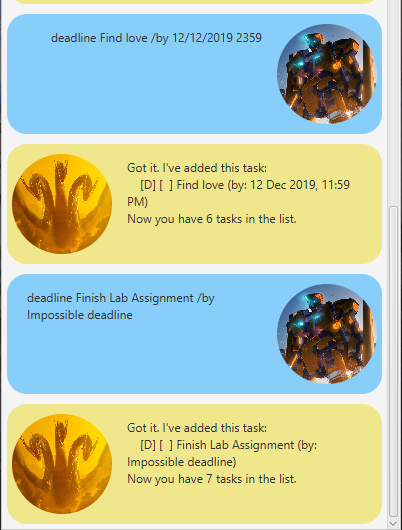 deadline Find love /by 12/12/2019 2359
Got it. I've added this task:
[D] [ ] Find love (by: 12 Dec 2019, 11:59
PM)
Now you have 6 tasks in the list.
deadline Finish Lab Assignment /by
Impossible deadline
Got it. I've added this task:
[D] [ ] Finish Lab Assignment (by:
Impossible deadline)
Now you have 7 tasks in the list.